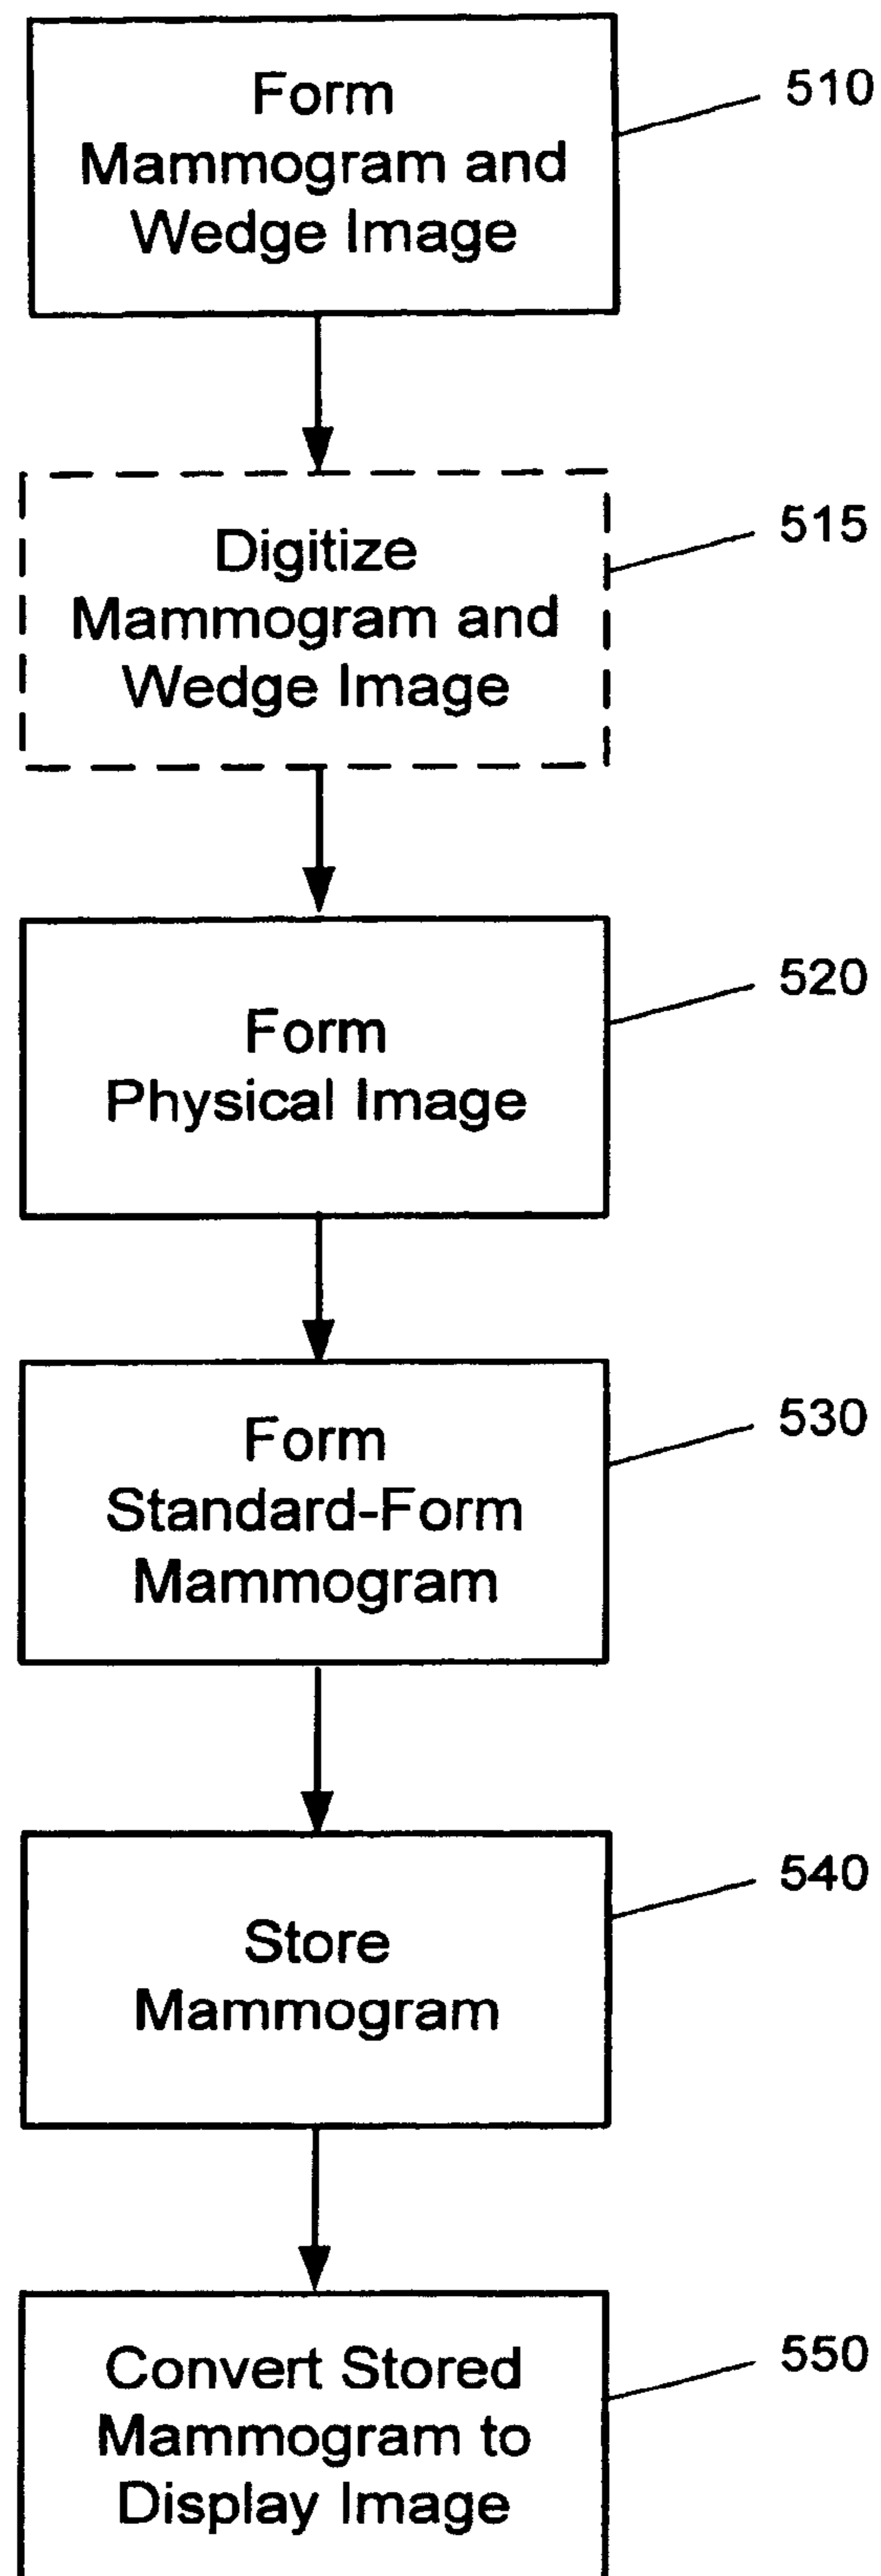 Form
Mammogram and
Wedge Image
510
Digitize
Mammogram and
Wedge Image
515
Form
Physical Image
520
Form
Standard-Form
Mammogram
530
Store
Mammogram
540
Convert Stored
Mammogram to
Display Image
550